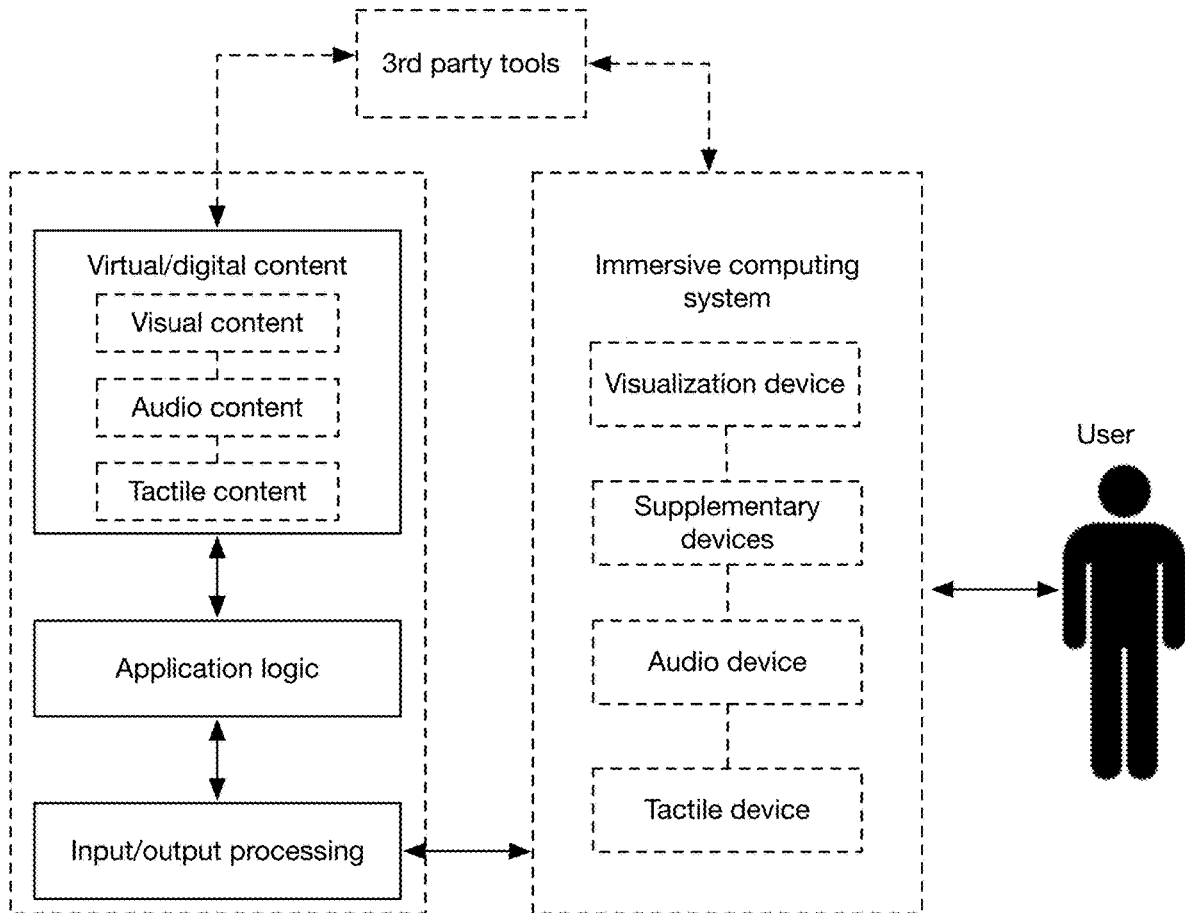 3rd party tools
Virtual/digital content
Visual content
Audio content
Tactile content
Application logic
Input/output processing
Immersive computing
system
Visualization device
Supplementary
devices
Audio device
Tactile device
User